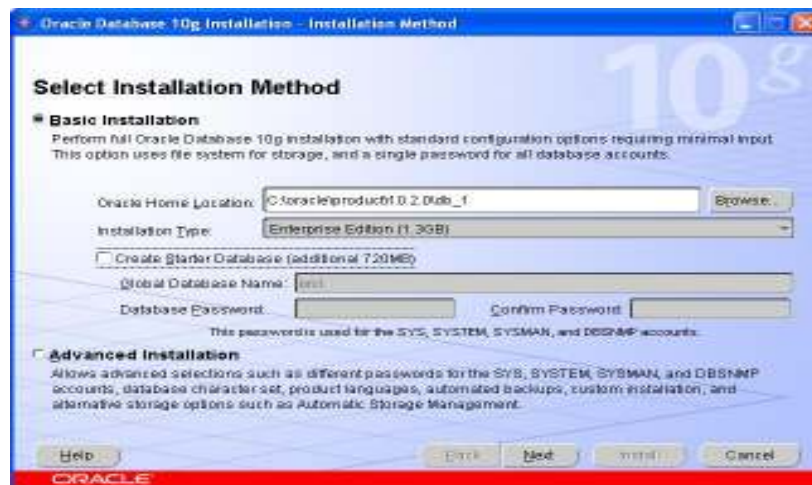 Oracle Database 10g Installation - Installation Method
10g
Select Installation Method
Basic Installation
Perform full Oracle Database 10g installation with standard configuration options requiring minimal input.
This option uses file system for storage, and a single password for all database accounts.
Oracle Home Location: C:\oracle\product\10.2.0\db_1 Browse...
Installation Type: Enterprise Edition (1.3GB)
Create Starter Database (additional 720MB)
Global Database Name: orcl
Database Password: Confirm Password:
This password is used for the SYS, SYSTEM, SYSMAN, and DBSNMP accounts.
Advanced Installation
Allows advanced selections such as different passwords for the SYS, SYSTEM, SYSMAN, and DBSNMP
accounts, database character set, product languages, automated backups, custom installation, and
alternative storage options such as Automatic Storage Management.
Help Back Next Install Cancel
ORACLE